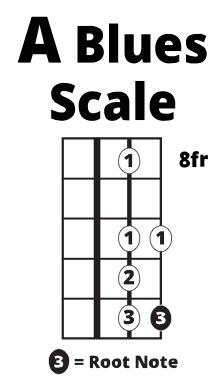 A Blues
Scale
1 8fr
1 1
2
3 3
3 = Root Note